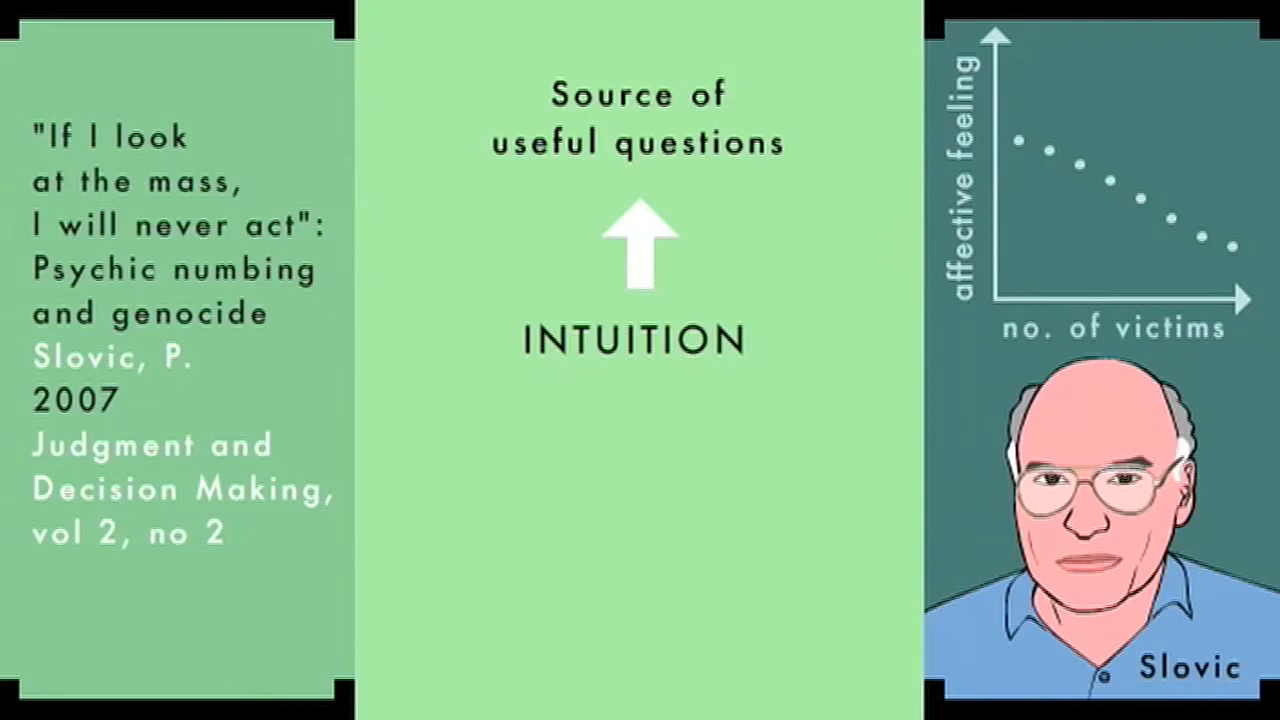 "If I look
at the mass,
I will never act":
Psychic numbing
and genocide
Slovic, P.
2007
Judgment and
Decision Making,
vol 2, no 2
Source of
useful questions
INTUITION
affective feeling
no. of victims
Slovic